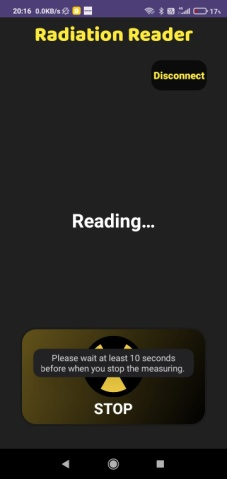 20:16 0.0KB/s 17
Radiation Reader
Disconnect
Reading...
Please wait at least 10 seconds
before when you stop the measuring.
STOP